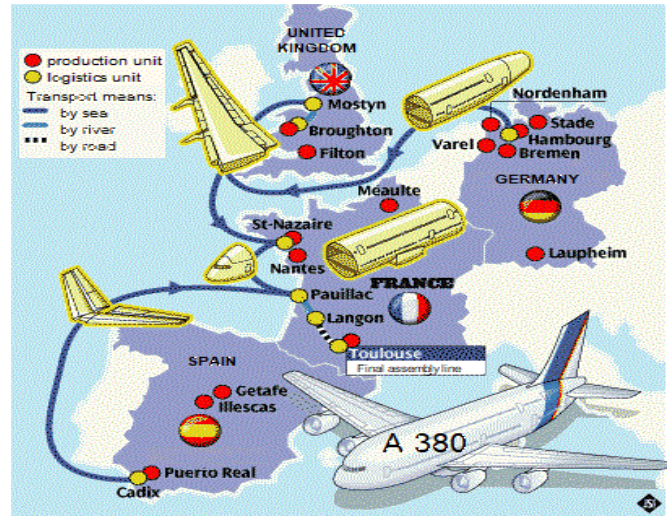 UNITED
KINGDOM
production unit
logistics unit
Transport means:
by sea
by river
by road
Mostyn
Broughton
Filton
Nordenham
Stade
Hambourg
Varel
Bremen
GERMANY
Laupheim
Meaulte
St-Nazaire
Nantes
FRANCE
Pauillac
Langon
Toulouse
Final assembly line
SPAIN
Getafe
Illescas
Puerto Real
Cadix
A 380